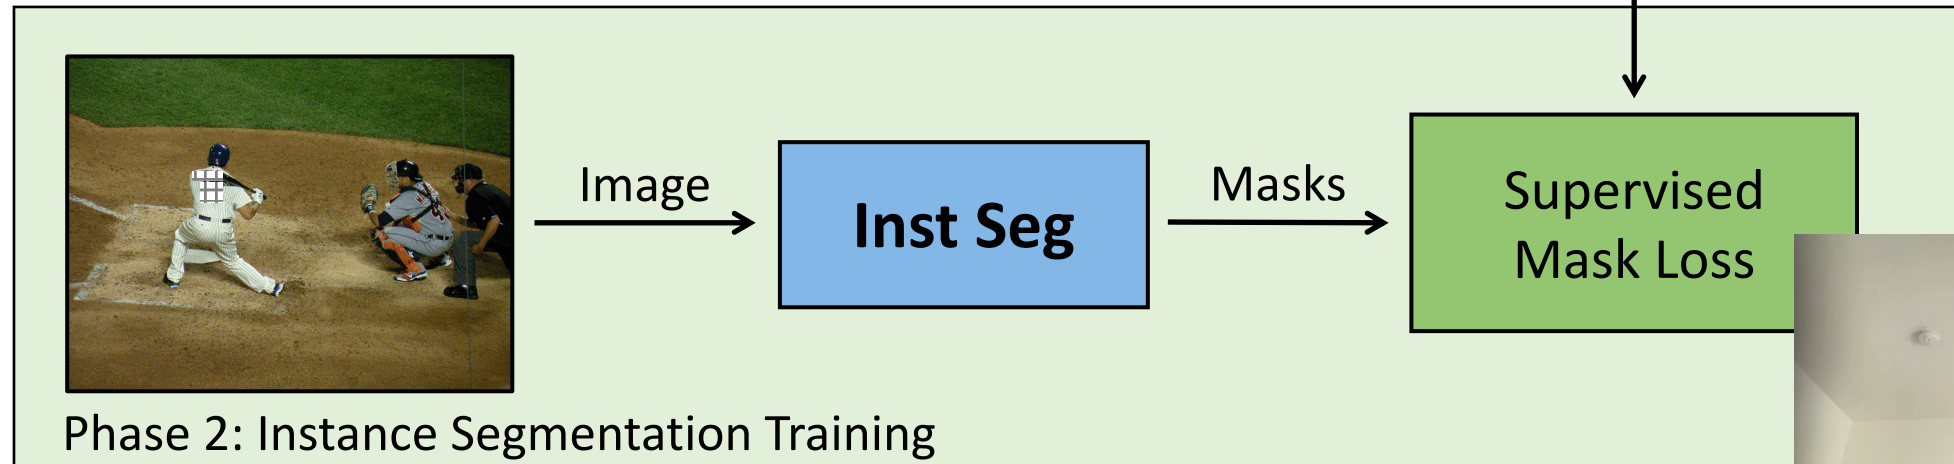 Image
Inst Seg
Masks
Supervised
Mask Loss
Phase 2: Instance Segmentation Training